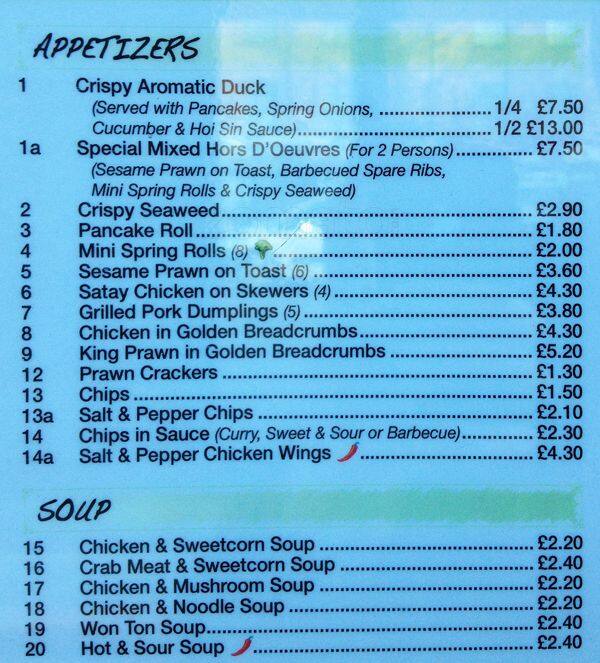 APPETIZERS
1 Crispy Aromatic Duck
(Served with Pancakes, Spring Onions, ..................... 1/4 £7.50
Cucumber & Hoi Sin Sauce)..................................... 1/2 £13.00
1a Special Mixed Hors D'Oeuvres (For 2 Persons)............. £7.50
(Sesame Prawn on Toast, Barbecued Spare Ribs,
Mini Spring Rolls & Crispy Seaweed)
2 Crispy Seaweed..................................................... £2.90
3 Pancake Roll.......................................................... £1.80
4 Mini Spring Rolls (8) ............................................. £2.00
5 Sesame Prawn on Toast (6) ..................................... £3.60
6 Satay Chicken on Skewers (4) .................................. £4.30
7 Grilled Pork Dumplings (5) ...................................... £3.80
8 Chicken in Golden Breadcrumbs................................ £4.30
9 King Prawn in Golden Breadcrumbs ........................... £5.20
12 Prawn Crackers .................................................... £1.30
13 Chips................................................................... £1.50
13a Salt & Pepper Chips ............................................. £2.10
14 Chips in Sauce (Curry, Sweet & Sour or Barbecue)............ £2.30
14a Salt & Pepper Chicken Wings ................................. £4.30
SOUP
15 Chicken & Sweetcorn Soup ..................................... £2.20
16 Crab Meat & Sweetcorn Soup .................................. £2.40
17 Chicken & Mushroom Soup ..................................... £2.20
18 Chicken & Noodle Soup ......................................... £2.20
19 Won Ton Soup...................................................... £2.40
20 Hot & Sour Soup .................................................. £2.40